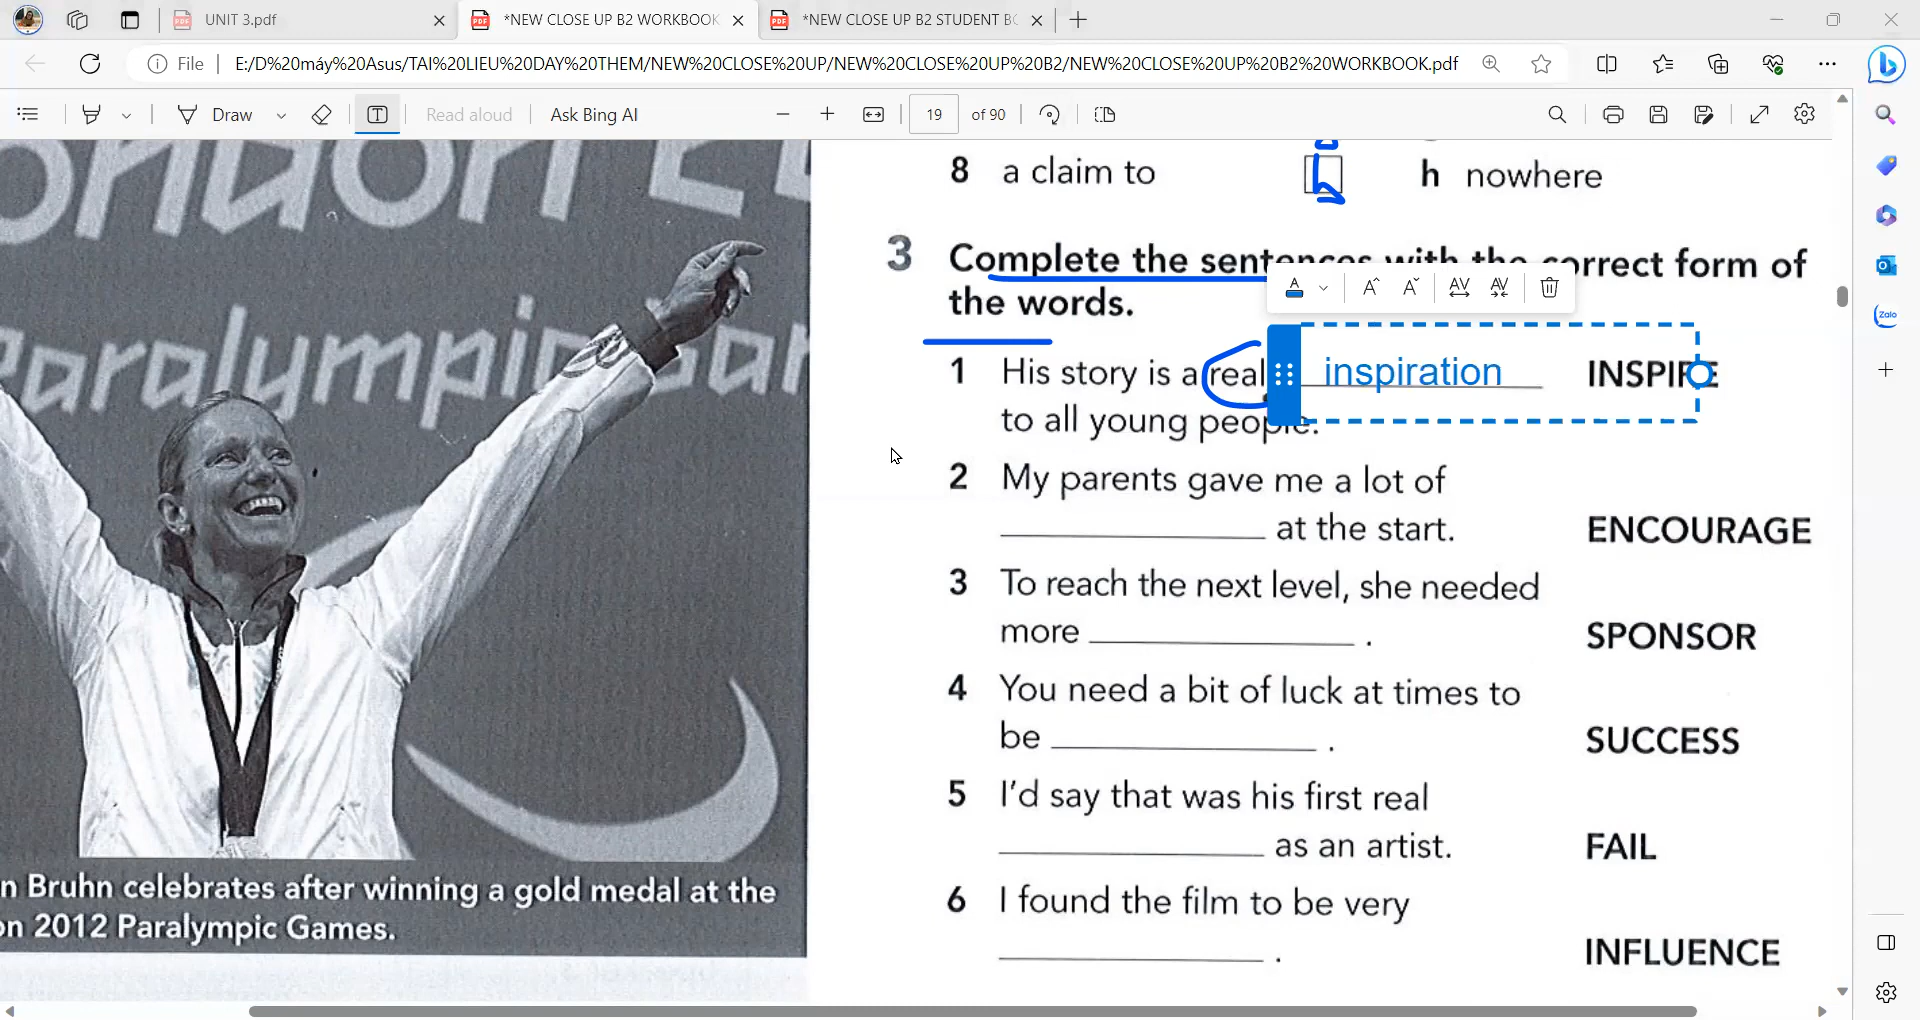 UNIT 3.pdf
*NEW CLOSE UP B2 WORKBOOK
*NEW CLOSE UP B2 STUDENT BO
File
E:/D%20máy%20Asus/TAI%20LIEU%20DAY%20THEM/NEW%20CLOSE%20UP/NEW%20CLOSE%20UP%20B2/NEW%20CLOSE%20UP%20B2%20WORKBOOK.pdf
Draw
Read aloud
Ask Bing AI
19 of 90
8 a claim to
h nowhere
3 Complete the sentences with the correct form of
the words.
1 His story is a real inspiration INSPIRE
to all young people.
2 My parents gave me a lot of
at the start. ENCOURAGE
3 To reach the next level, she needed
more . SPONSOR
4 You need a bit of luck at times to
be . SUCCESS
5 I'd say that was his first real
as an artist. FAIL
6 I found the film to be very
. INFLUENCE
n Bruhn celebrates after winning a gold medal at the
on 2012 Paralympic Games.
Zalo